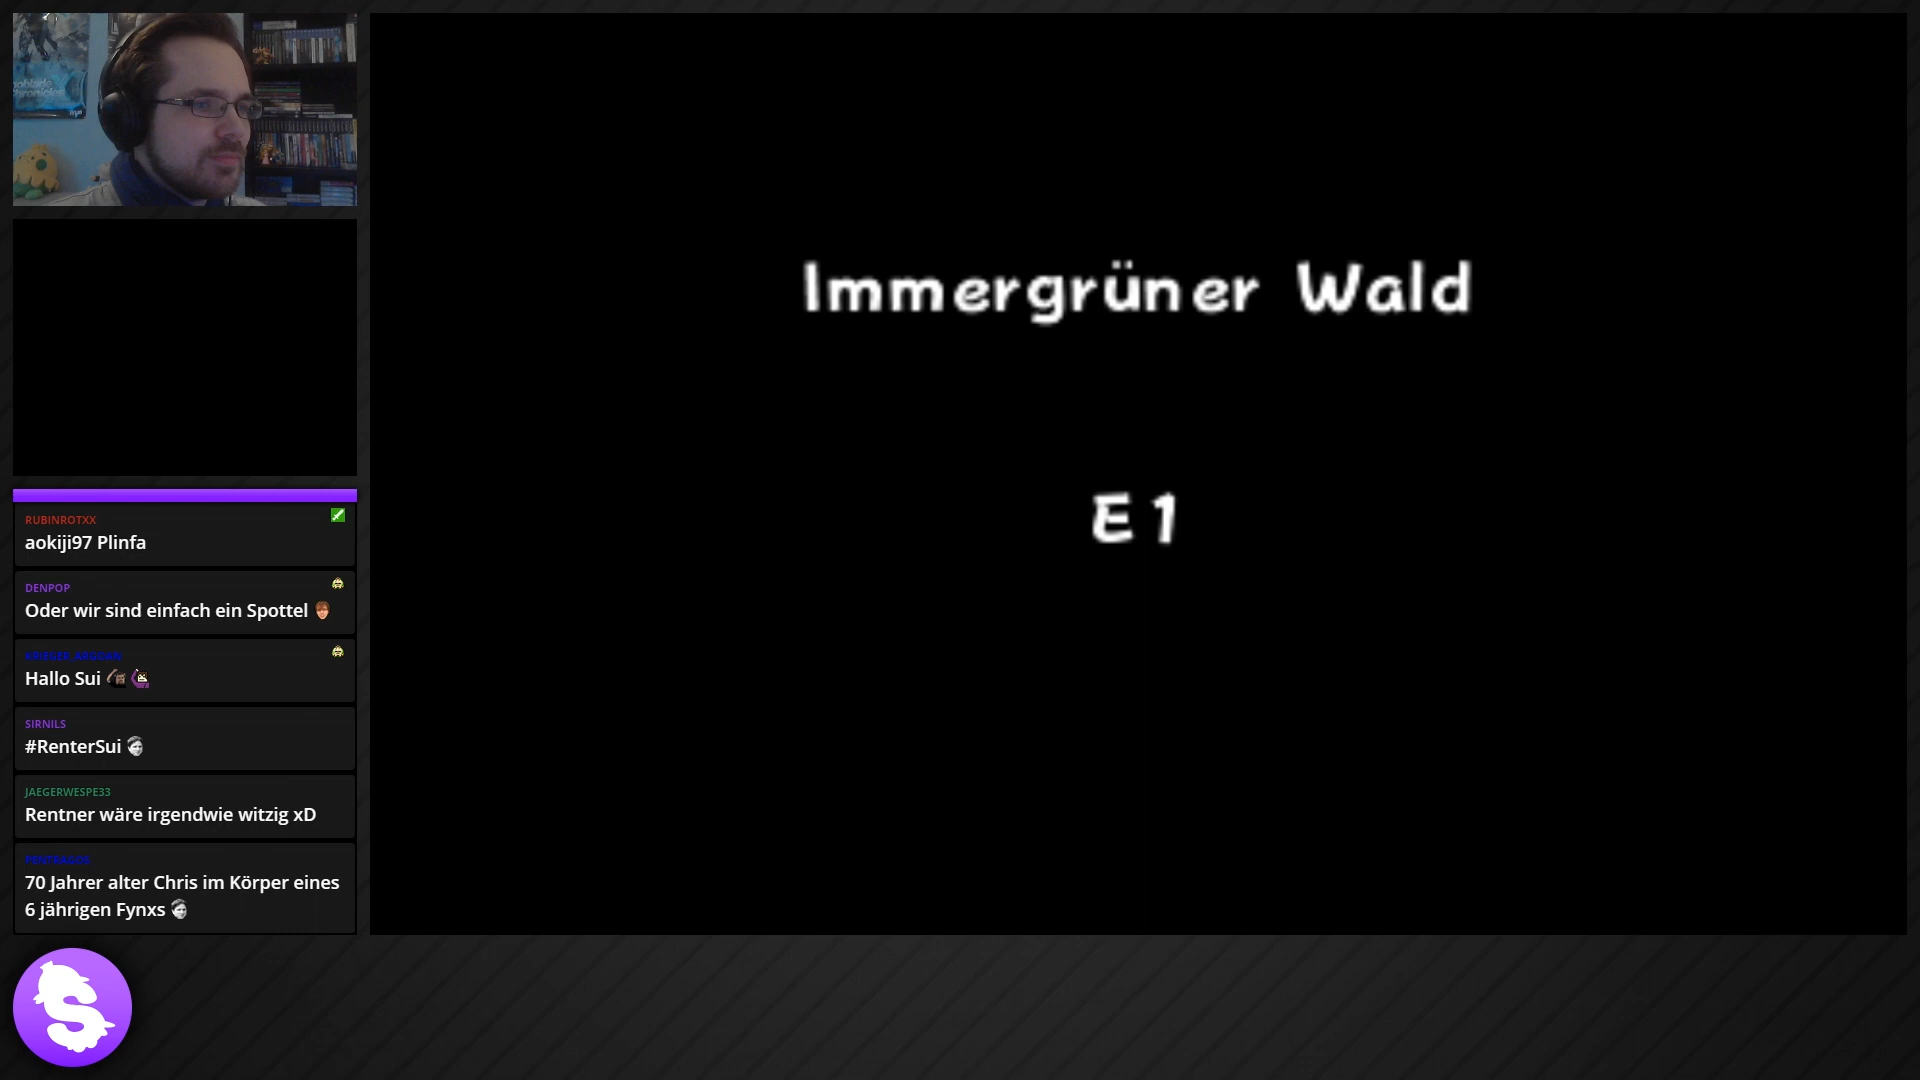 Immergrüner Wald
E1
RUBINROTXX
aokiji97 Plinfa
DENPOP
Oder wir sind einfach ein Spottel
Hallo Sui
SIRNILS
#RenterSui
JAEGERWESPE33
Rentner wäre irgendwie witzig xD
70 Jahrer alter Chris im Körper eines
6 jährigen Fynxs